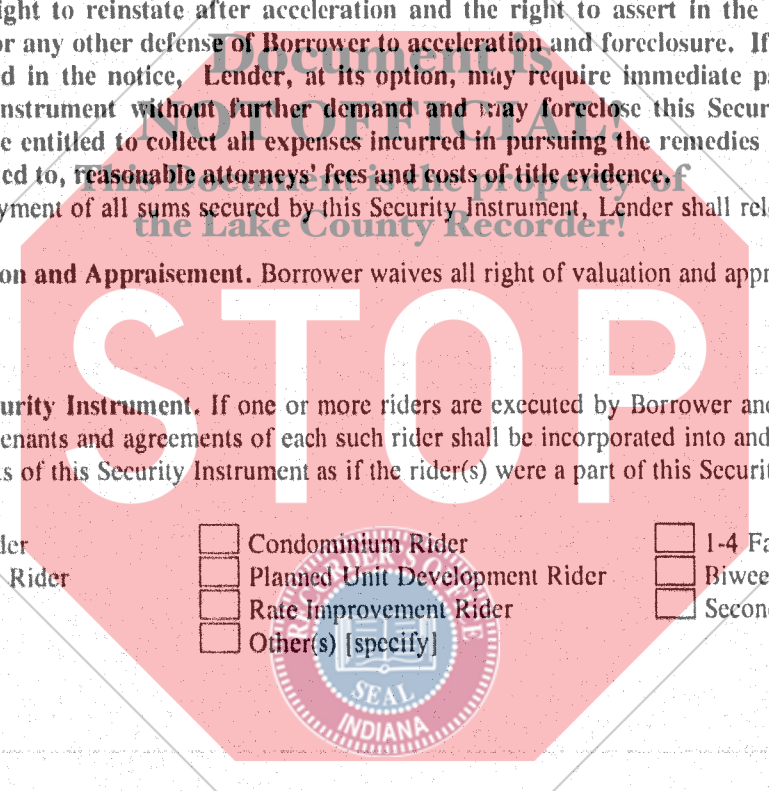 ight to reinstate after acceleration and the right to assert in the
or any other defense of Borrower to acceleration and foreclosure. If
Document is
d in the notice, Lender, at its option, may require immediate pa
nstrument without further demand and may foreclose this Secur
NOT OFFICIAL!
e entitled to collect all expenses incurred in pursuing the remedies
ed to, reasonable attorneys' fees and costs of title evidence.
This Document is the property of
yment of all sums secured by this Security Instrument, Lender shall rel
the Lake County Recorder!
on and Appraisement. Borrower waives all right of valuation and appr
STOP
urity Instrument. If one or more riders are executed by Borrower and
enants and agreements of each such rider shall be incorporated into and
ts of this Security Instrument as if the rider(s) were a part of this Securit
der Condominium Rider 1-4 Fa
Rider Planned Unit Development Rider Biwee
Rate Improvement Rider Second
Other(s) [specify]
RECORDER'S OFFICE
SEAL
INDIANA